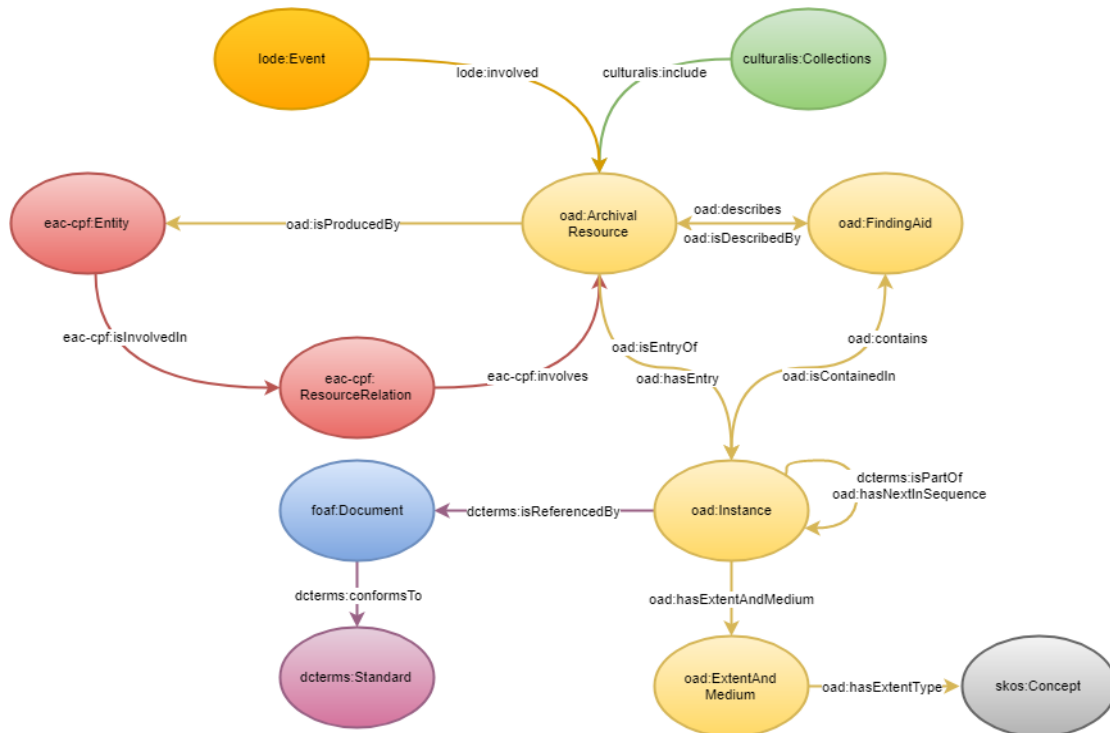 lode:Event
culturalis:Collections
lode:involved
culturalis:include
eac-cpf:Entity
oad:isProducedBy
oad:Archival
Resource
oad:describes
oad:isDescribedBy
oad:FindingAid
eac-cpf:isInvolvedIn
oad:isEntryOf
oad:hasEntry
oad:contains
oad:isContainedIn
eac-cpf:
ResourceRelation
eac-cpf:involves
foaf:Document
dcterms:isReferencedBy
oad:Instance
dcterms:isPartOf
oad:hasNextInSequence
dcterms:conformsTo
oad:hasExtentAndMedium
dcterms:Standard
oad:ExtentAnd
Medium
oad:hasExtentType
skos:Concept